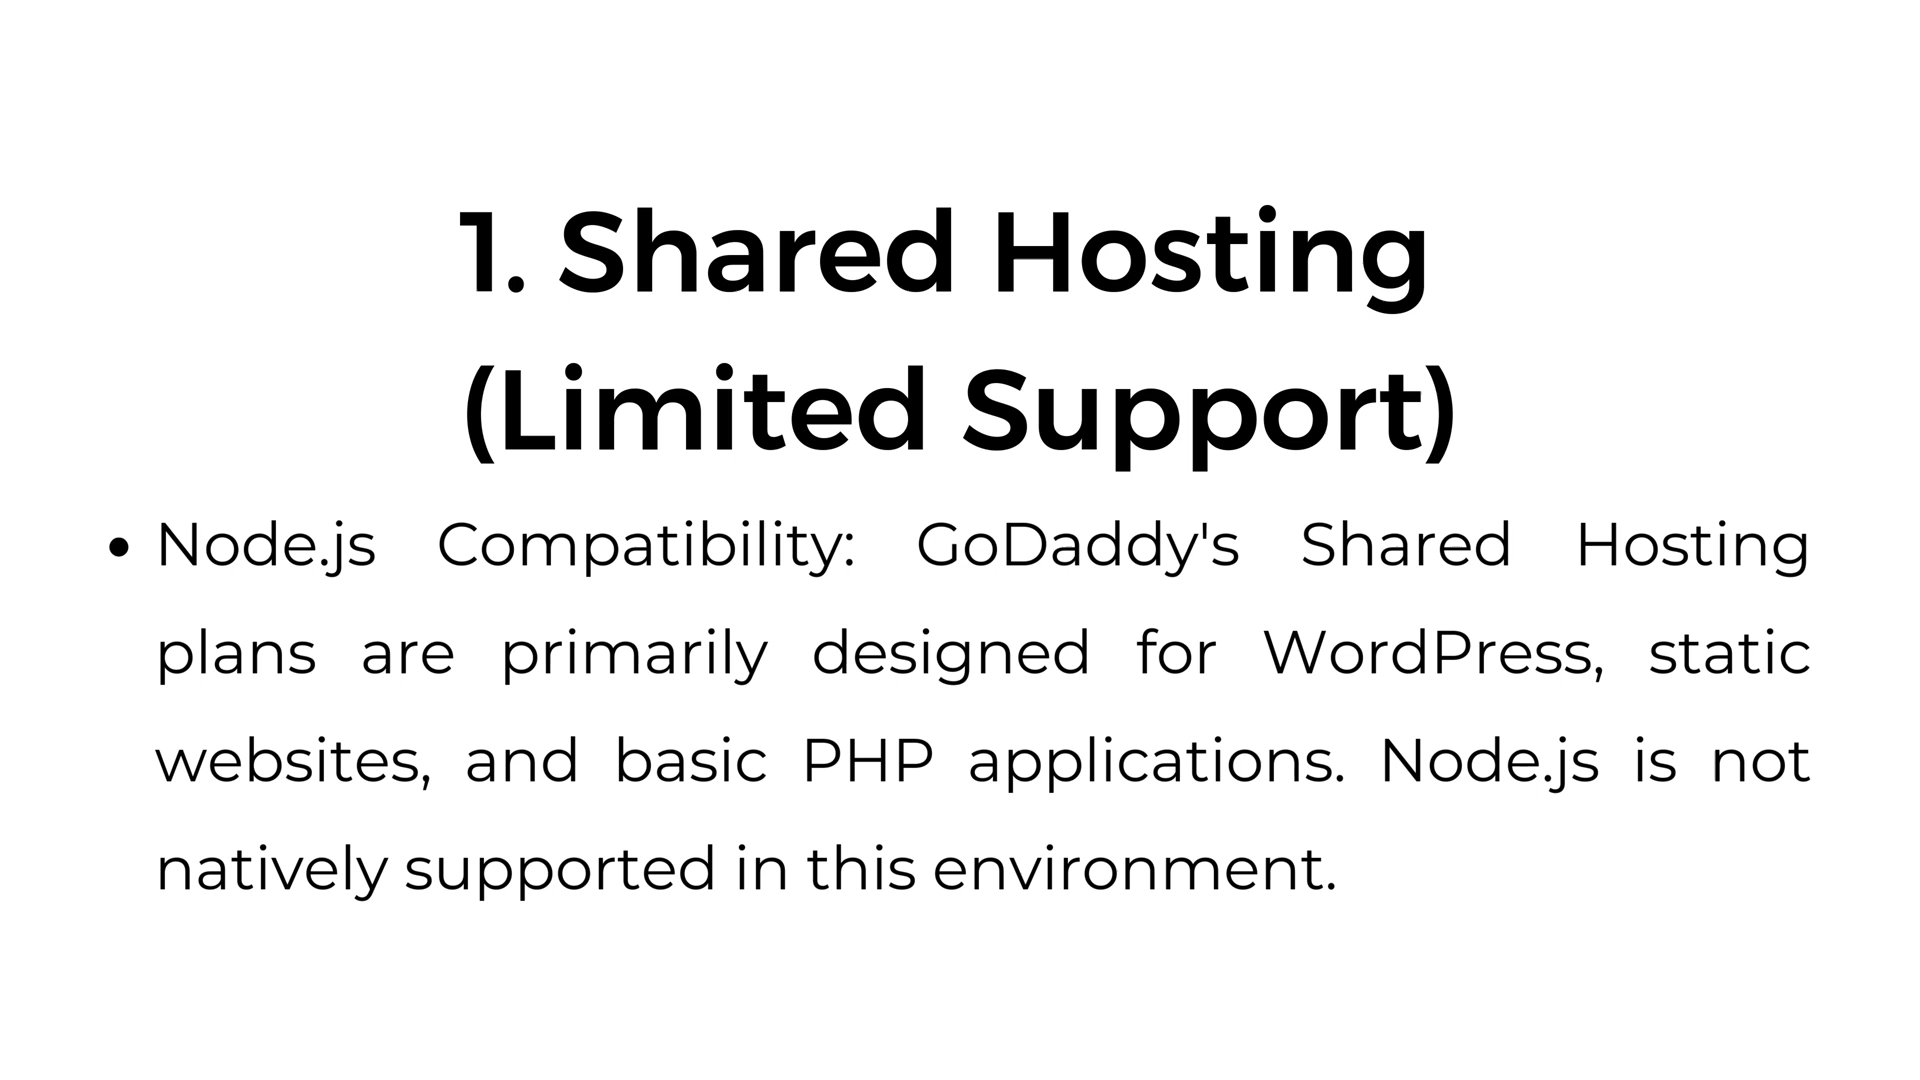 1. Shared Hosting
(Limited Support)
• Node.js Compatibility: GoDaddy's Shared Hosting
plans are primarily designed for WordPress, static
websites, and basic PHP applications. Node.js is not
natively supported in this environment.